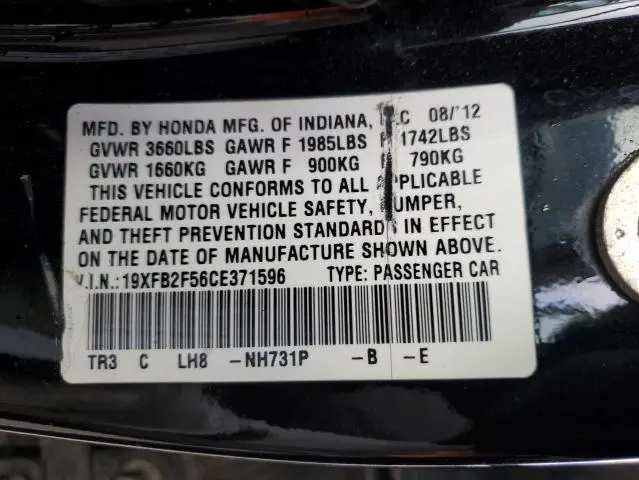 MFD. BY HONDA MFG. OF INDIANA, C 08/'12
GVWR 3660LBS GAWR F 1985LBS 1742LBS
GVWR 1660KG GAWR F 900KG 790KG
THIS VEHICLE CONFORMS TO ALL APPLICABLE
FEDERAL MOTOR VEHICLE SAFETY, BUMPER,
AND THEFT PREVENTION STANDARDS IN EFFECT
ON THE DATE OF MANUFACTURE SHOWN ABOVE.
V.I.N.:19XFB2F56CE371596 TYPE: PASSENGER CAR
TR3 C LH8 -NH731P -B -E